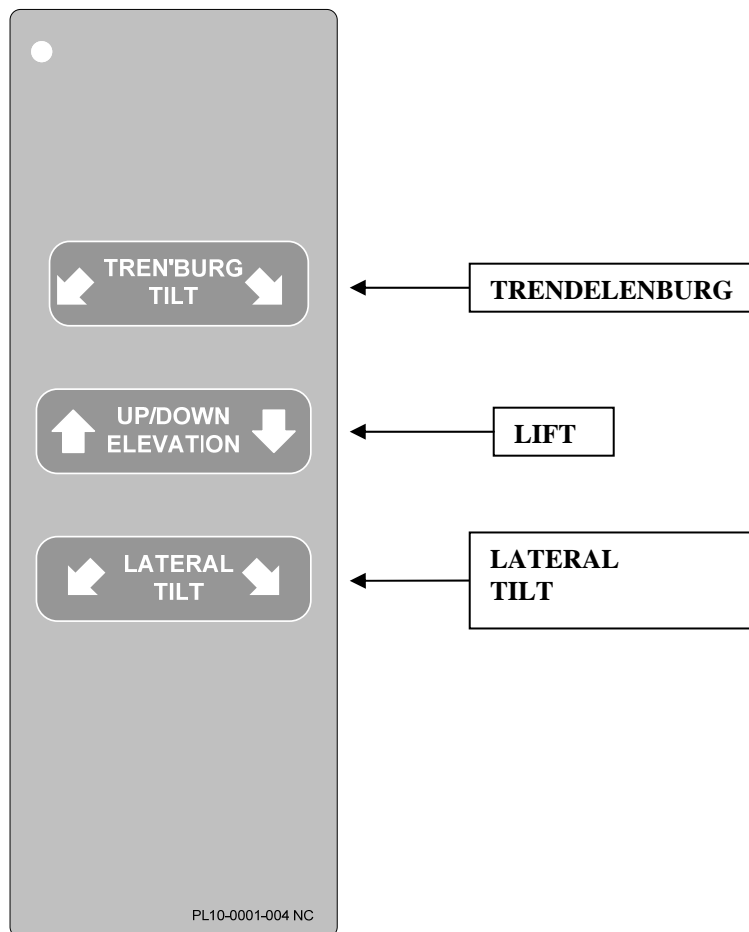 TREN'BURG
TILT
TRENDELENBURG
UP/DOWN
ELEVATION
LIFT
LATERAL
TILT
LATERAL
TILT
PL10-0001-004 NC